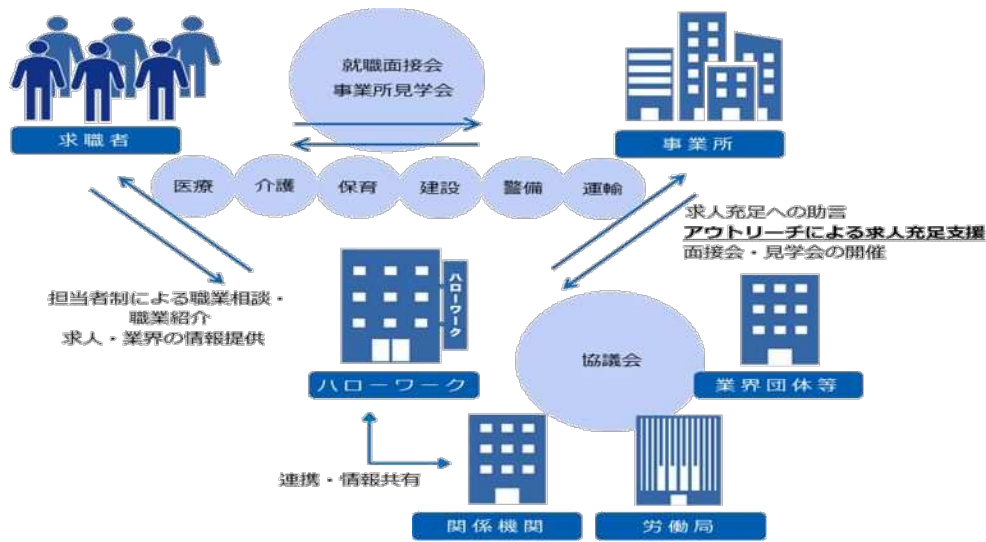 就職面接会
事業所見学会
求職者
事業所
医療
介護
保育
建設
警備
運輸
求人充足への助言
アウトリーチによる求人充足支援
面接会・見学会の開催
担当者制による職業相談・
職業紹介
求人・業界の情報提供
ハローワーク
ハローワーク
協議会
業界団体等
連携・情報共有
関係機関
労働局